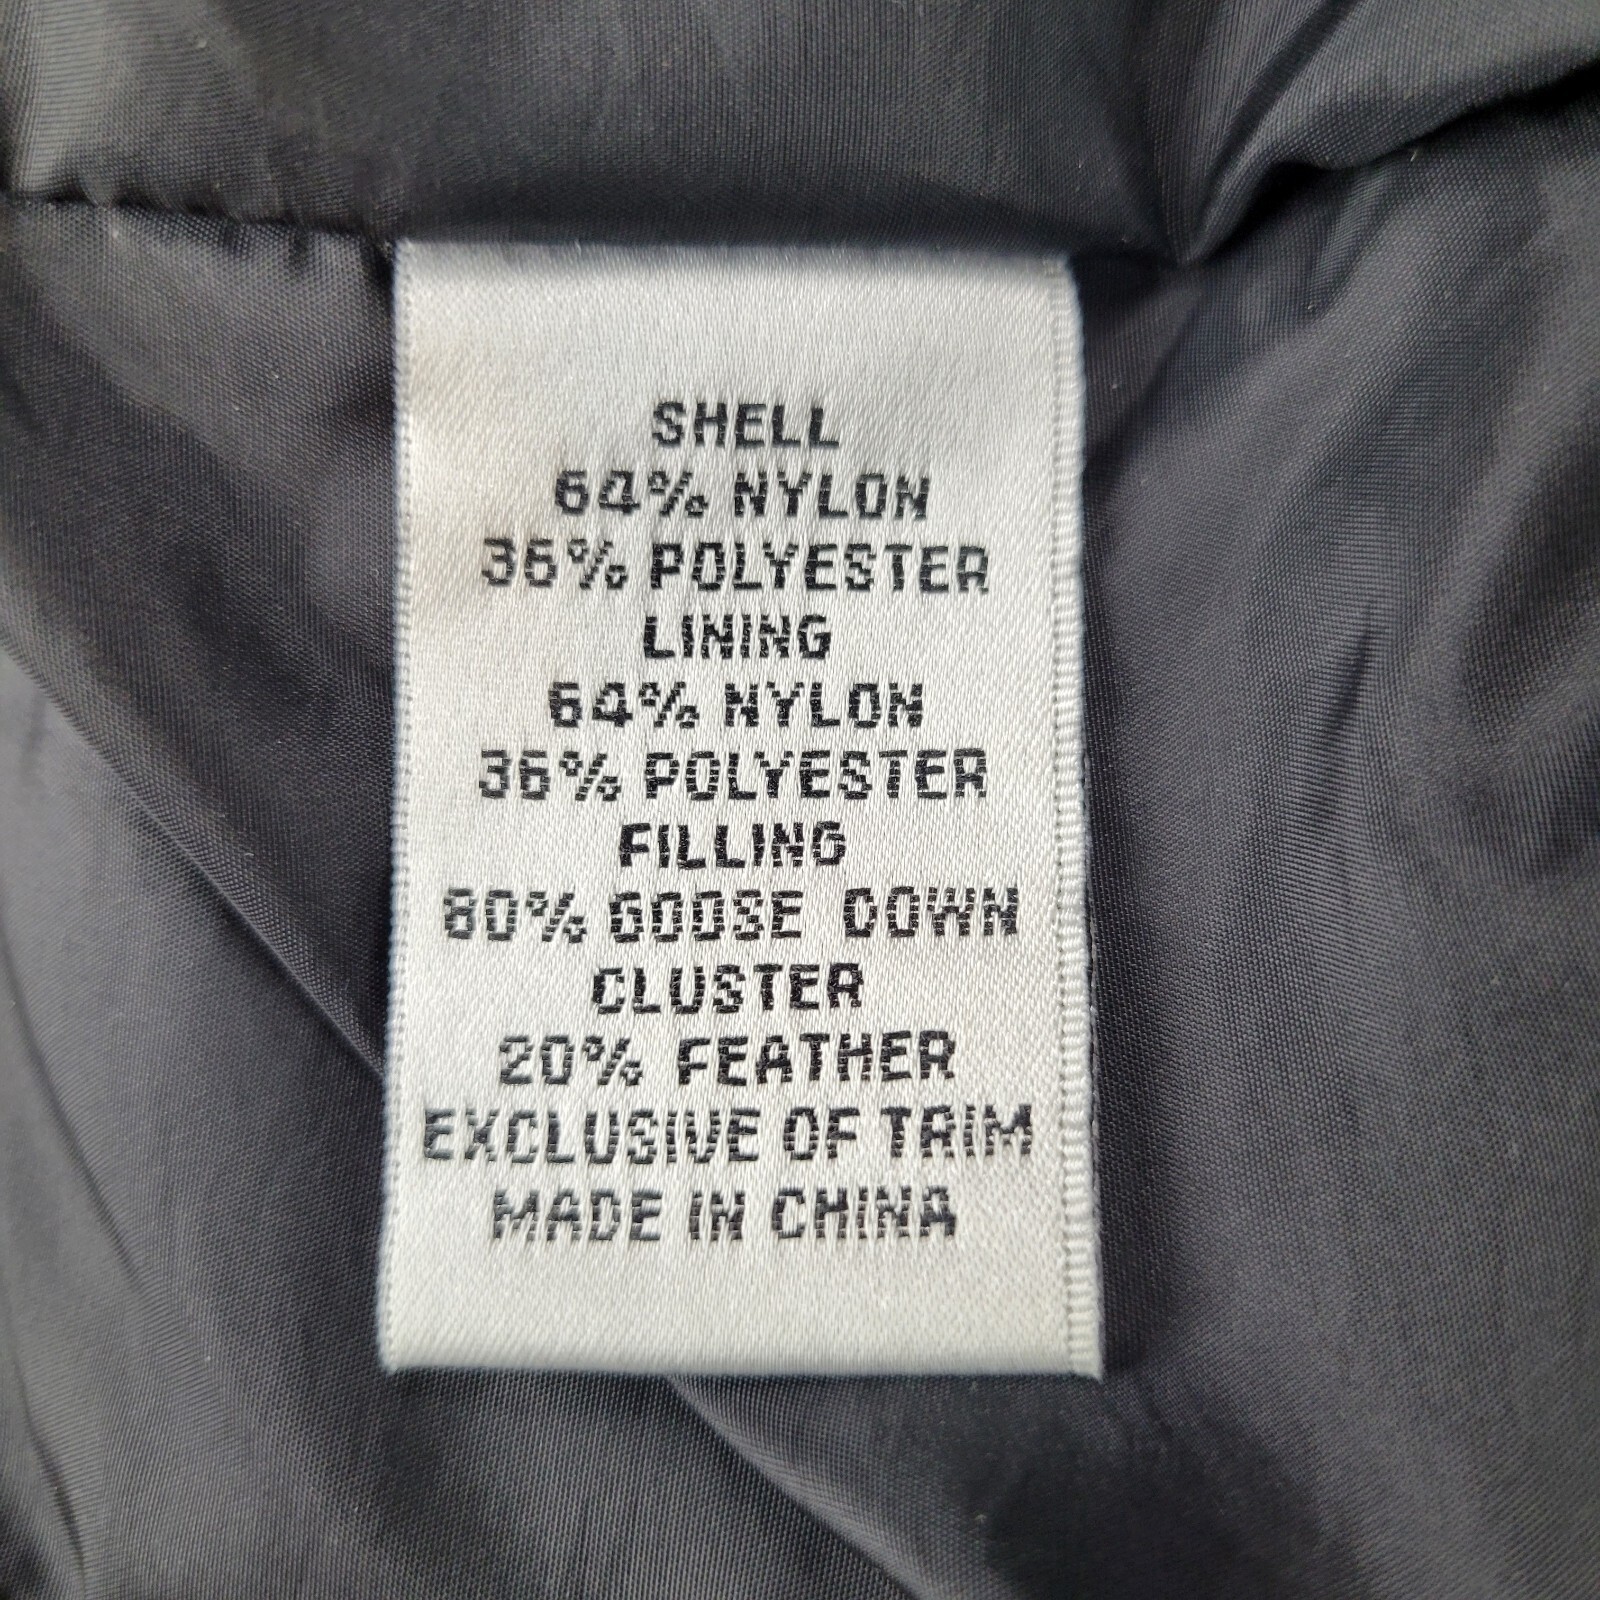 SHELL
64% NYLON
36% POLYESTER
LINING
64% NYLON
36% POLYESTER
FILLING
80% GOOSE DOWN
CLUSTER
20% FEATHER
EXCLUSIVE OF TRIM
MADE IN CHINA